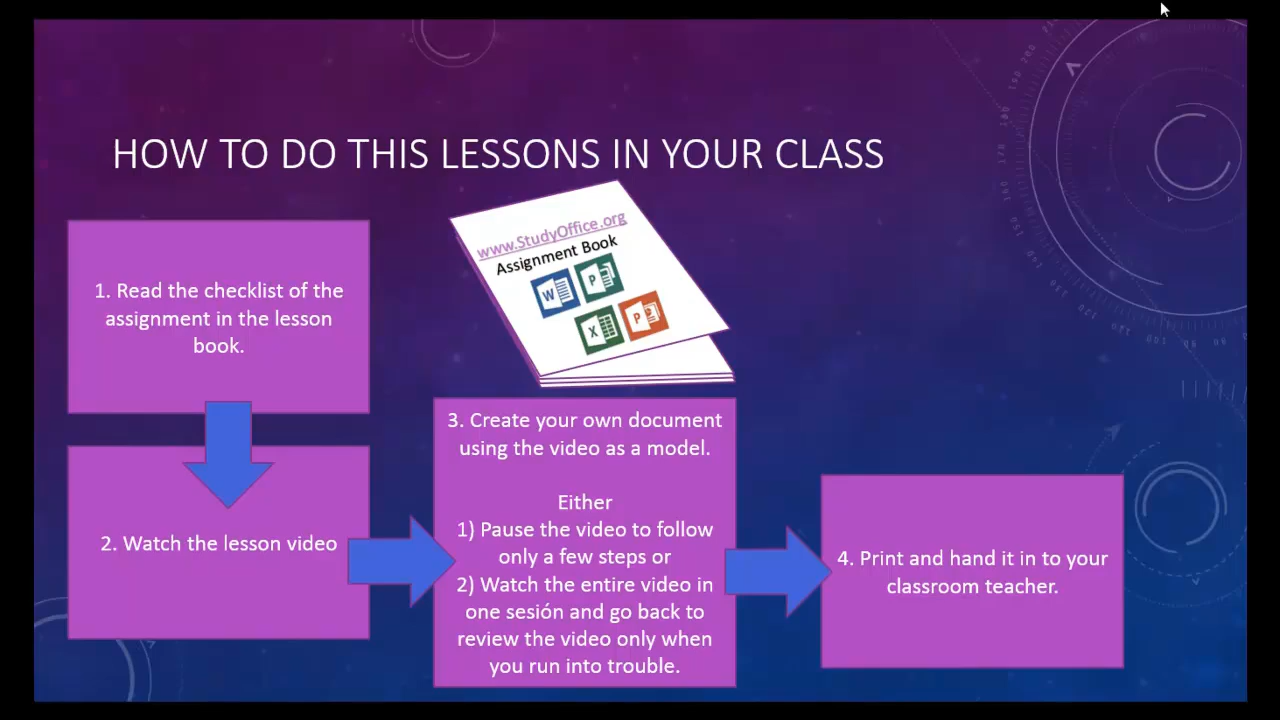 HOW TO DO THIS LESSONS IN YOUR CLASS
www.StudyOffice.org
Assignment Book
W
P
X
P
1. Read the checklist of the
assignment in the lesson
book.
2. Watch the lesson video
3. Create your own document
using the video as a model.
Either
1) Pause the video to follow
only a few steps or
2) Watch the entire video in
one sesión and go back to
review the video only when
you run into trouble.
4. Print and hand it in to your
classroom teacher.